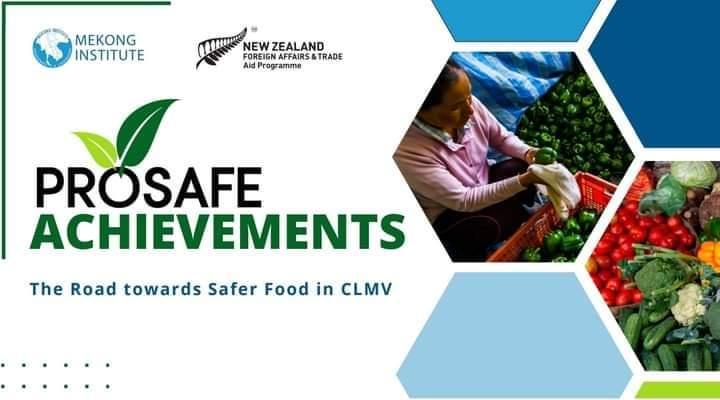 MEKONG
INSTITUTE
NEW ZEALAND
FOREIGN AFFAIRS & TRADE
Aid Programme
PROSAFE
ACHIEVEMENTS
The Road towards Safer Food in CLMV